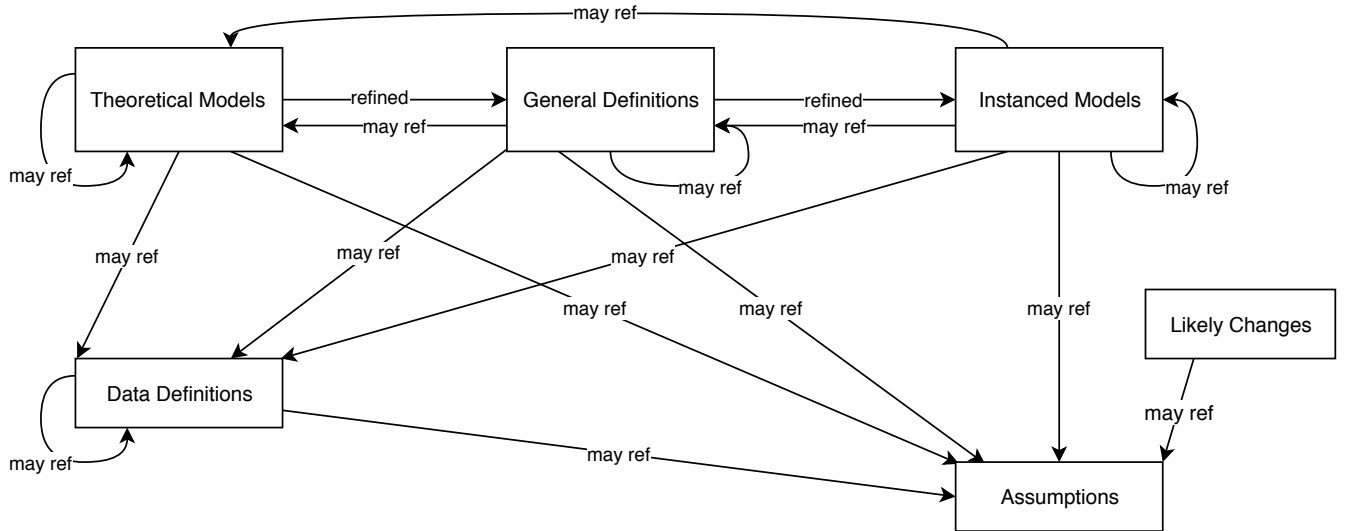 may ref
Theoretical Models
refined
General Definitions
refined
Instanced Models
may ref
may ref
may ref
may ref
may ref
may ref
may ref
may ref
may ref
may ref
may ref
may ref
Likely Changes
Data Definitions
may ref
may ref
may ref
Assumptions